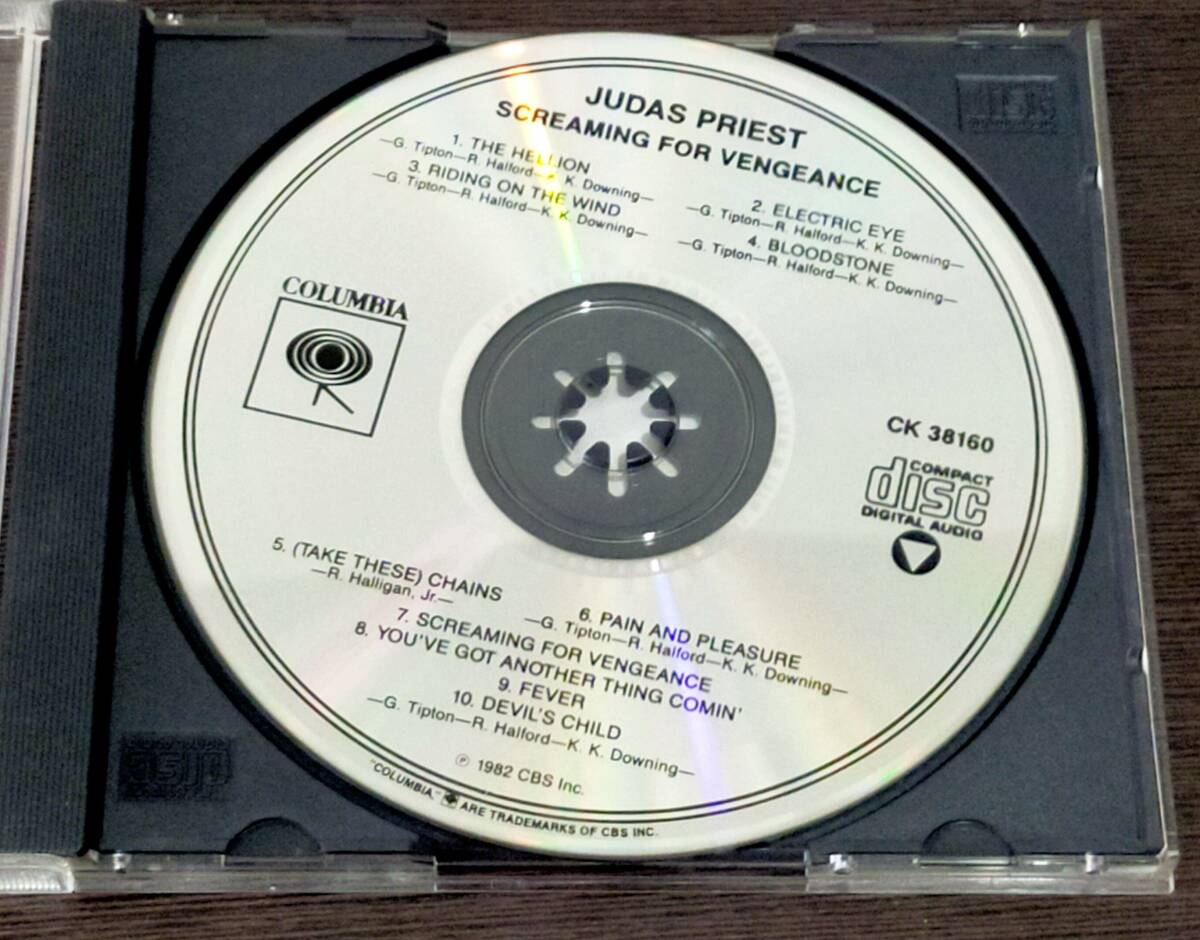 JUDAS PRIEST
SCREAMING FOR VENGEANCE
1. THE HELLION
—G. Tipton—R. Halford—K. K. Downing—
2. ELECTRIC EYE
—G. Tipton—R. Halford—K. K. Downing—
3. RIDING ON THE WIND
—G. Tipton—R. Halford—K. K. Downing—
4. BLOODSTONE
—G. Tipton—R. Halford—K. K. Downing—
COLUMBIA
CK 38160
COMPACT
disc
DIGITAL AUDIO
5. (TAKE THESE) CHAINS
—R. Halligan, Jr.—
6. PAIN AND PLEASURE
—G. Tipton—R. Halford—K. K. Downing—
7. SCREAMING FOR VENGEANCE
8. YOU'VE GOT ANOTHER THING COMIN'
9. FEVER
10. DEVIL'S CHILD
—G. Tipton—R. Halford—K. K. Downing—
℗ 1982 CBS Inc.
"COLUMBIA," ARE TRADEMARKS OF CBS INC.